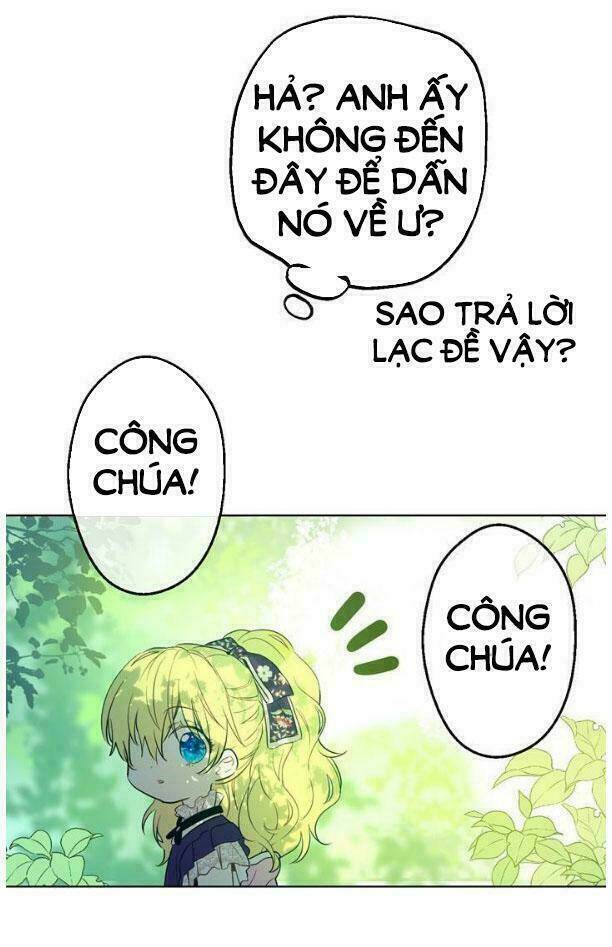 HẢ? ANH ẤY
KHÔNG ĐẾN
ĐÂY ĐỂ DẪN
NÓ VỀ Ư?
SAO TRẢ LỜI
LẠC ĐỀ VẬY?
CÔNG
CHÚA!
CÔNG
CHÚA!